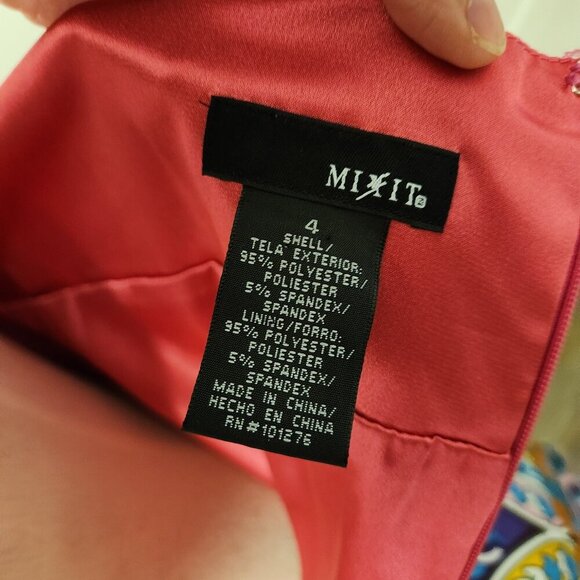 MIXIT®
4
SHELL/
TELA EXTERIOR:
95% POLYESTER/
POLIESTER
5% SPANDEX/
SPANDEX
LINING/FORRO:
95% POLYESTER/
POLIESTER
5% SPANDEX/
SPANDEX
MADE IN CHINA/
HECHO EN CHINA
RN#101276